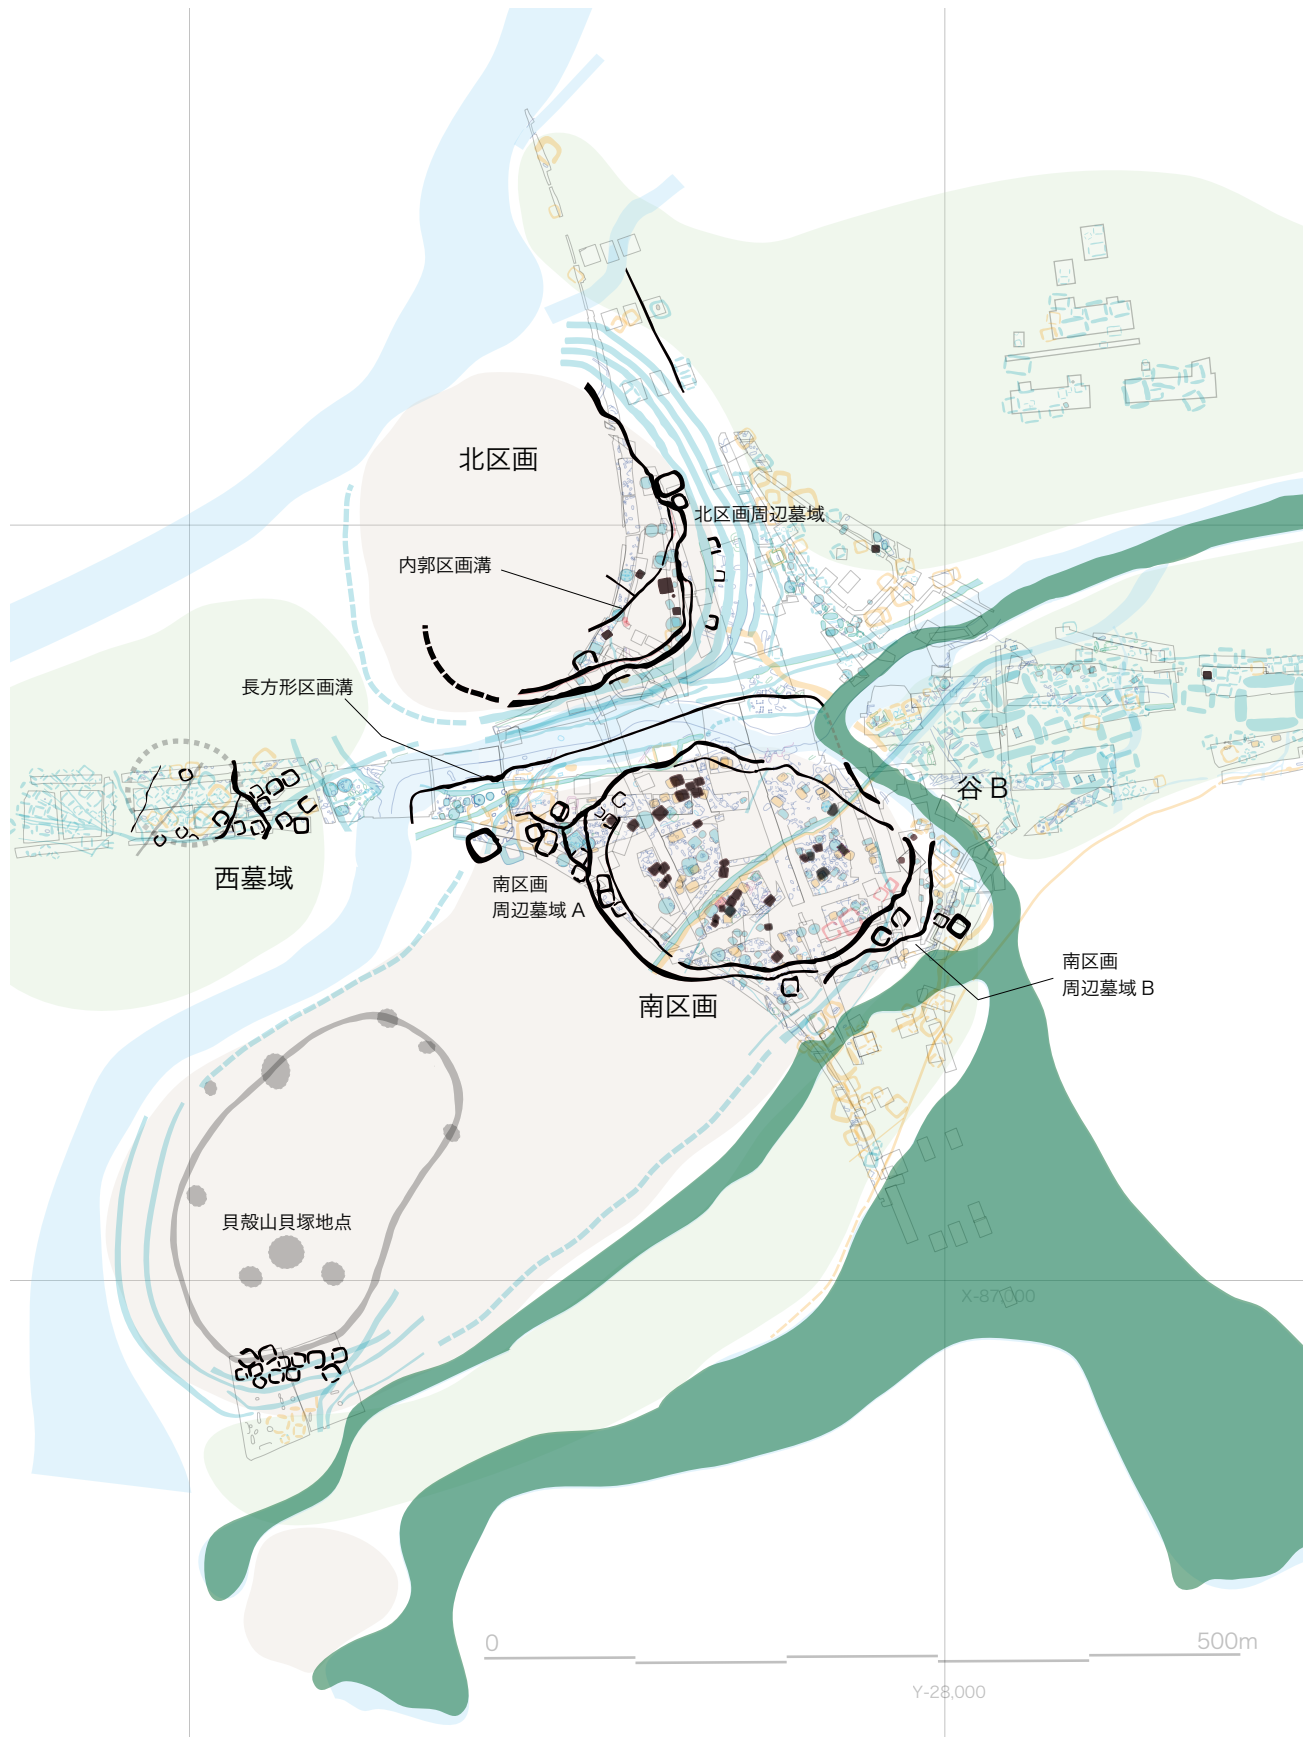 北区画
北区画周辺墓域
内郭区画溝
長方形区画溝
谷 B
西墓域
南区画
周辺墓域 A
南区画
周辺墓域 B
南区画
貝殻山貝塚地点
X-87,000
0
500m
Y-28,000